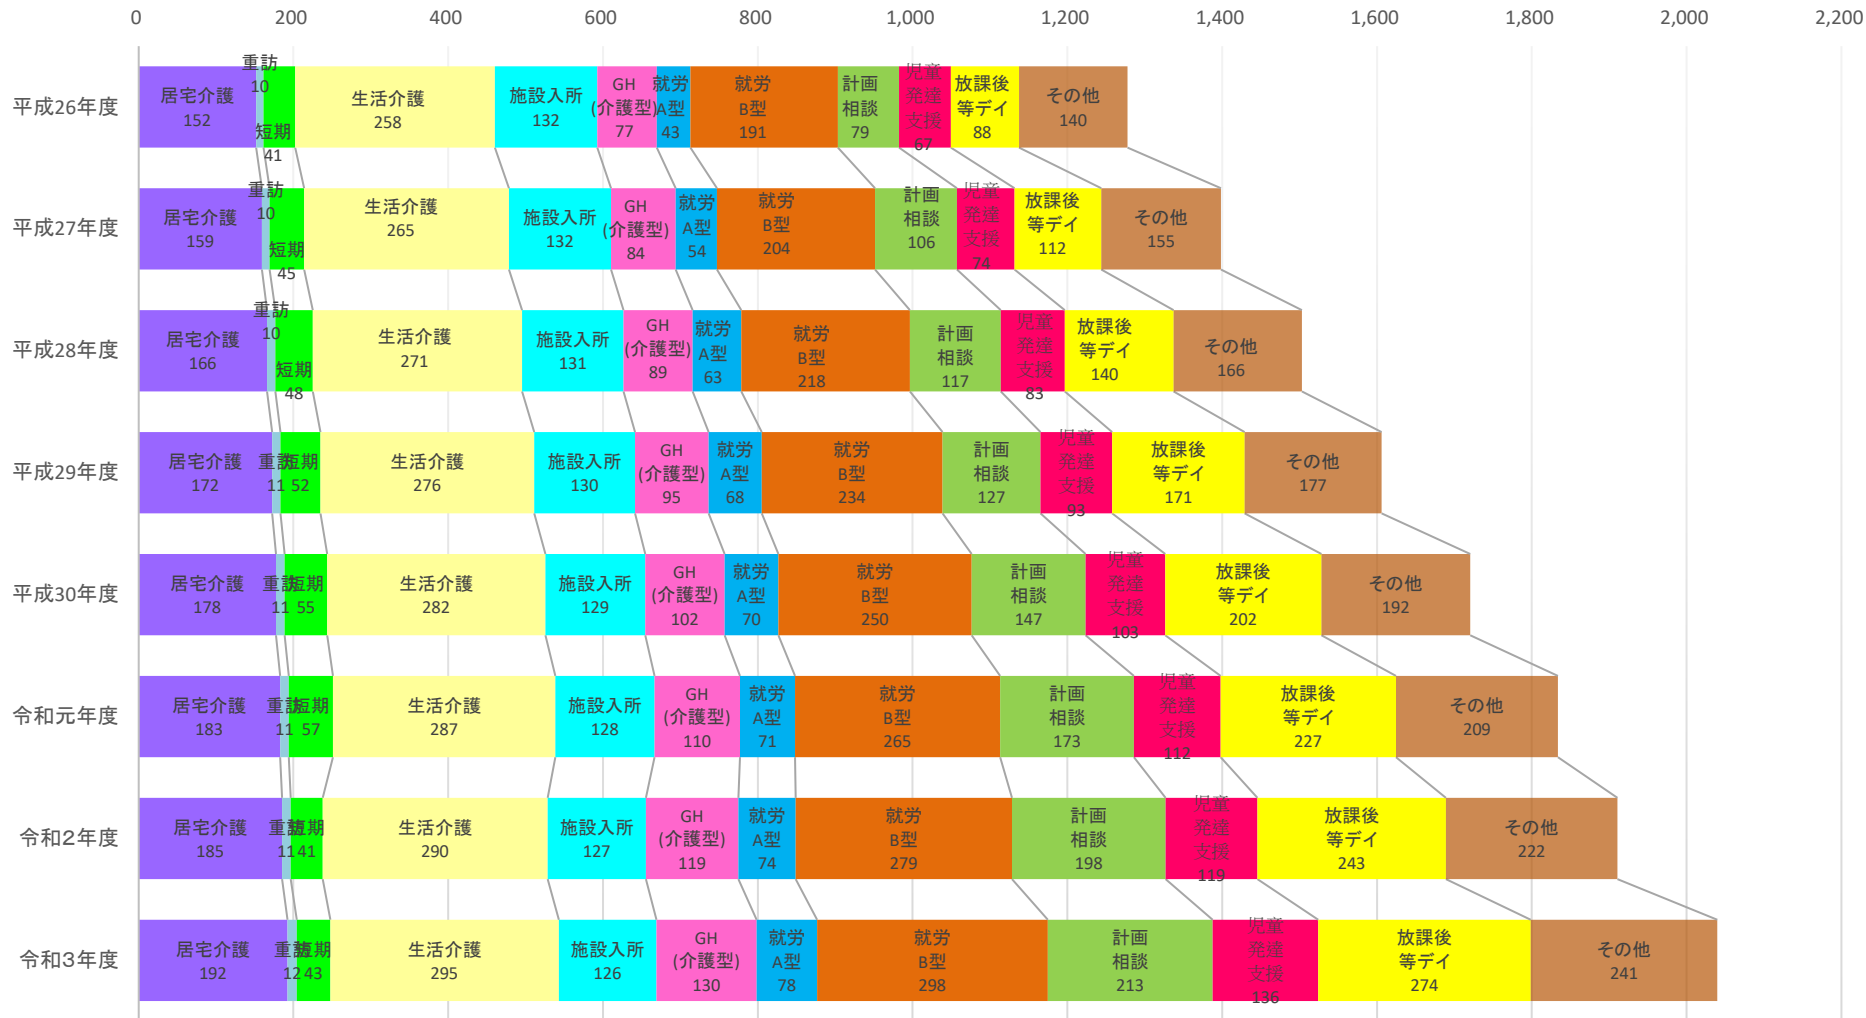 0 200 400 600 800 1,000 1,200 1,400 1,600 1,800 2,000 2,200
平成26年度
居宅介護
152
重訪
10
短期
41
生活介護
258
施設入所
132
GH
(介護型)
77
就労
A型
43
就労
B型
191
計画
相談
79
児童
発達
支援
67
放課後
等デイ
88
その他
140
平成27年度
居宅介護
159
重訪
10
短期
45
生活介護
265
施設入所
132
GH
(介護型)
84
就労
A型
54
就労
B型
204
計画
相談
106
児童
発達
支援
74
放課後
等デイ
112
その他
155
平成28年度
居宅介護
166
重訪
10
短期
48
生活介護
271
施設入所
131
GH
(介護型)
89
就労
A型
63
就労
B型
218
計画
相談
117
児童
発達
支援
83
放課後
等デイ
140
その他
166
平成29年度
居宅介護
172
重訪
11
短期
52
生活介護
276
施設入所
130
GH
(介護型)
95
就労
A型
68
就労
B型
234
計画
相談
127
児童
発達
支援
93
放課後
等デイ
171
その他
177
平成30年度
居宅介護
178
重訪
11
短期
55
生活介護
282
施設入所
129
GH
(介護型)
102
就労
A型
70
就労
B型
250
計画
相談
147
児童
発達
支援
103
放課後
等デイ
202
その他
192
令和元年度
居宅介護
183
重訪
11
短期
57
生活介護
287
施設入所
128
GH
(介護型)
110
就労
A型
71
就労
B型
265
計画
相談
173
児童
発達
支援
112
放課後
等デイ
227
その他
209
令和2年度
居宅介護
185
重訪
11
短期
41
生活介護
290
施設入所
127
GH
(介護型)
119
就労
A型
74
就労
B型
279
計画
相談
198
児童
発達
支援
119
放課後
等デイ
243
その他
222
令和3年度
居宅介護
192
重訪
12
短期
43
生活介護
295
施設入所
126
GH
(介護型)
130
就労
A型
78
就労
B型
298
計画
相談
213
児童
発達
支援
136
放課後
等デイ
274
その他
241